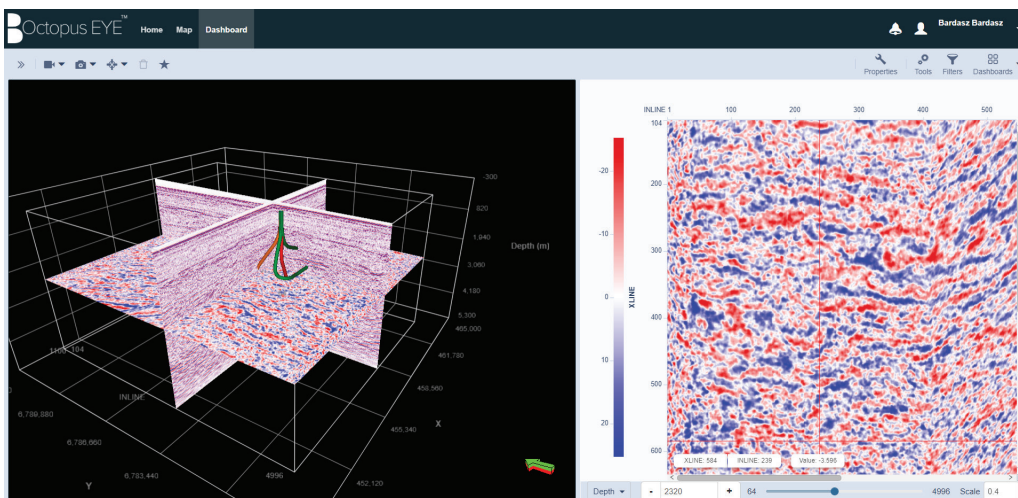 Octopus EYE™ Home Map Dashboard Bardasz Bardasz
Properties Tools Filters Dashboards
-300
820
1.940
3.060
4.180
5.300
Depth (m)
465,000
461,780
458,560
455,340
452,120
X
104
INLINE
4996
6,789,880
6,786,660
6,783,440
Y
-20
-10
0
10
20
INLINE 1 100 200 300 400 500
XLINE
104
200
300
400
500
600
XLINE: 584 INLINE: 239 Value: -3.596
Depth - 2320 + 64 4996 Scale 0.4